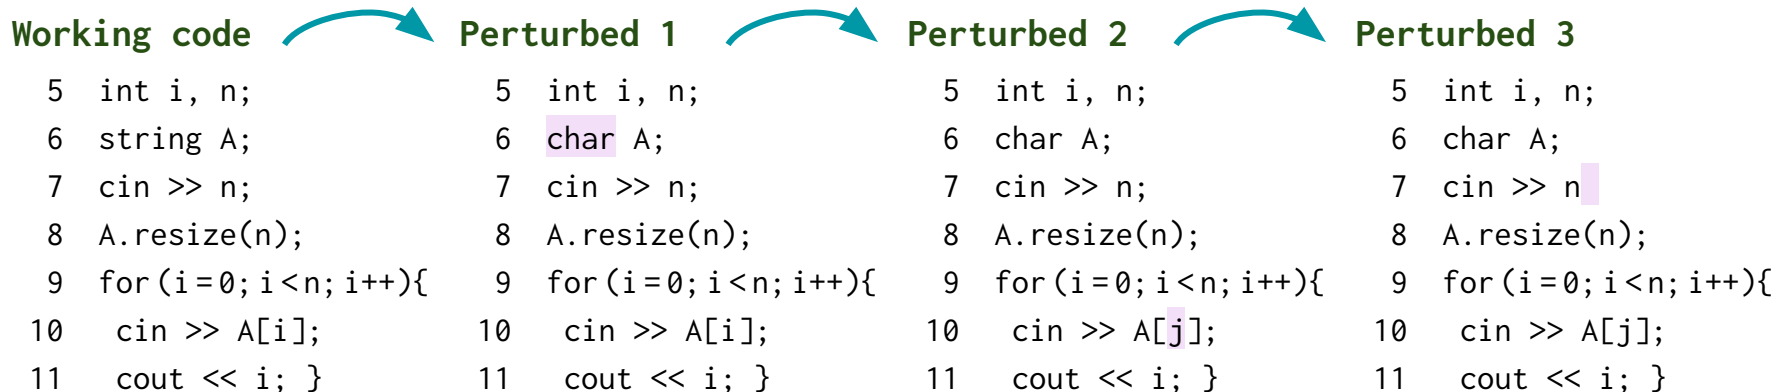 Working code
5 int i, n;
6 string A;
7 cin >> n;
8 A.resize(n);
9 for(i=0;i<n;i++){
10 cin >> A[i];
11 cout << i; }
Perturbed 1
5 int i, n;
6 char A;
7 cin >> n;
8 A.resize(n);
9 for(i=0;i<n;i++){
10 cin >> A[i];
11 cout << i; }
Perturbed 2
5 int i, n;
6 char A;
7 cin >> n;
8 A.resize(n);
9 for(i=0;i<n;i++){
10 cin >> A[j];
11 cout << i; }
Perturbed 3
5 int i, n;
6 char A;
7 cin >> n
8 A.resize(n);
9 for(i=0;i<n;i++){
10 cin >> A[j];
11 cout << i; }